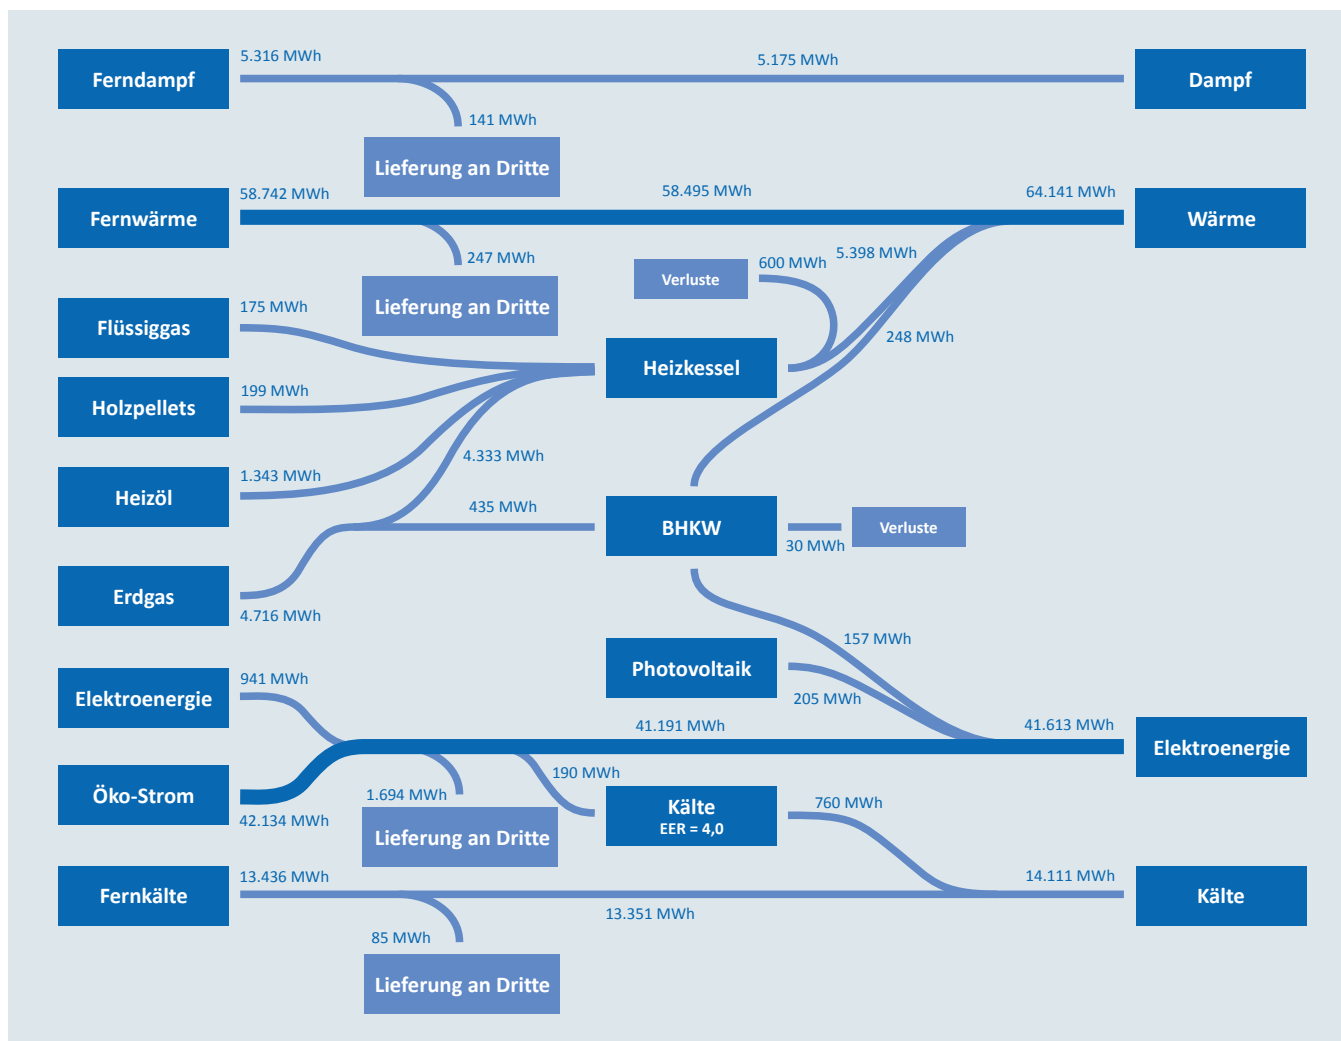 5.316 MWh
5.175 MWh
Ferndampf
Dampf
141 MWh
Lieferung an Dritte
58.742 MWh
58.495 MWh
64.141 MWh
Fernwärme
Wärme
247 MWh
Lieferung an Dritte
Verluste
600 MWh
5.398 MWh
175 MWh
Flüssiggas
248 MWh
Heizkessel
199 MWh
Holzpellets
4.333 MWh
1.343 MWh
Heizöl
435 MWh
BHKW
30 MWh
Verluste
Erdgas
4.716 MWh
157 MWh
Photovoltaik
205 MWh
941 MWh
Elektroenergie
41.191 MWh
41.613 MWh
Elektroenergie
190 MWh
Öko-Strom
42.134 MWh
1.694 MWh
Lieferung an Dritte
Kälte
EER = 4,0
760 MWh
13.436 MWh
14.111 MWh
Fernkälte
Kälte
13.351 MWh
85 MWh
Lieferung an Dritte